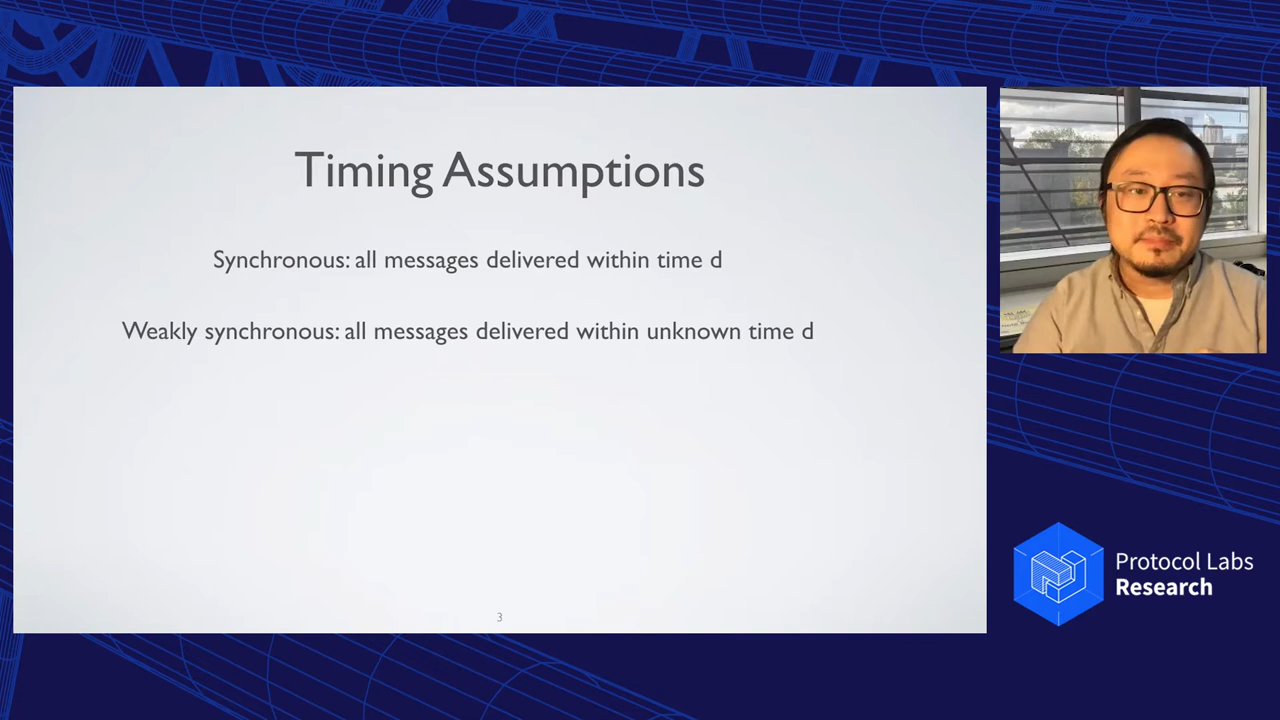 Timing Assumptions
Synchronous: all messages delivered within time d
Weakly synchronous: all messages delivered within unknown time d
3
Protocol Labs
Research